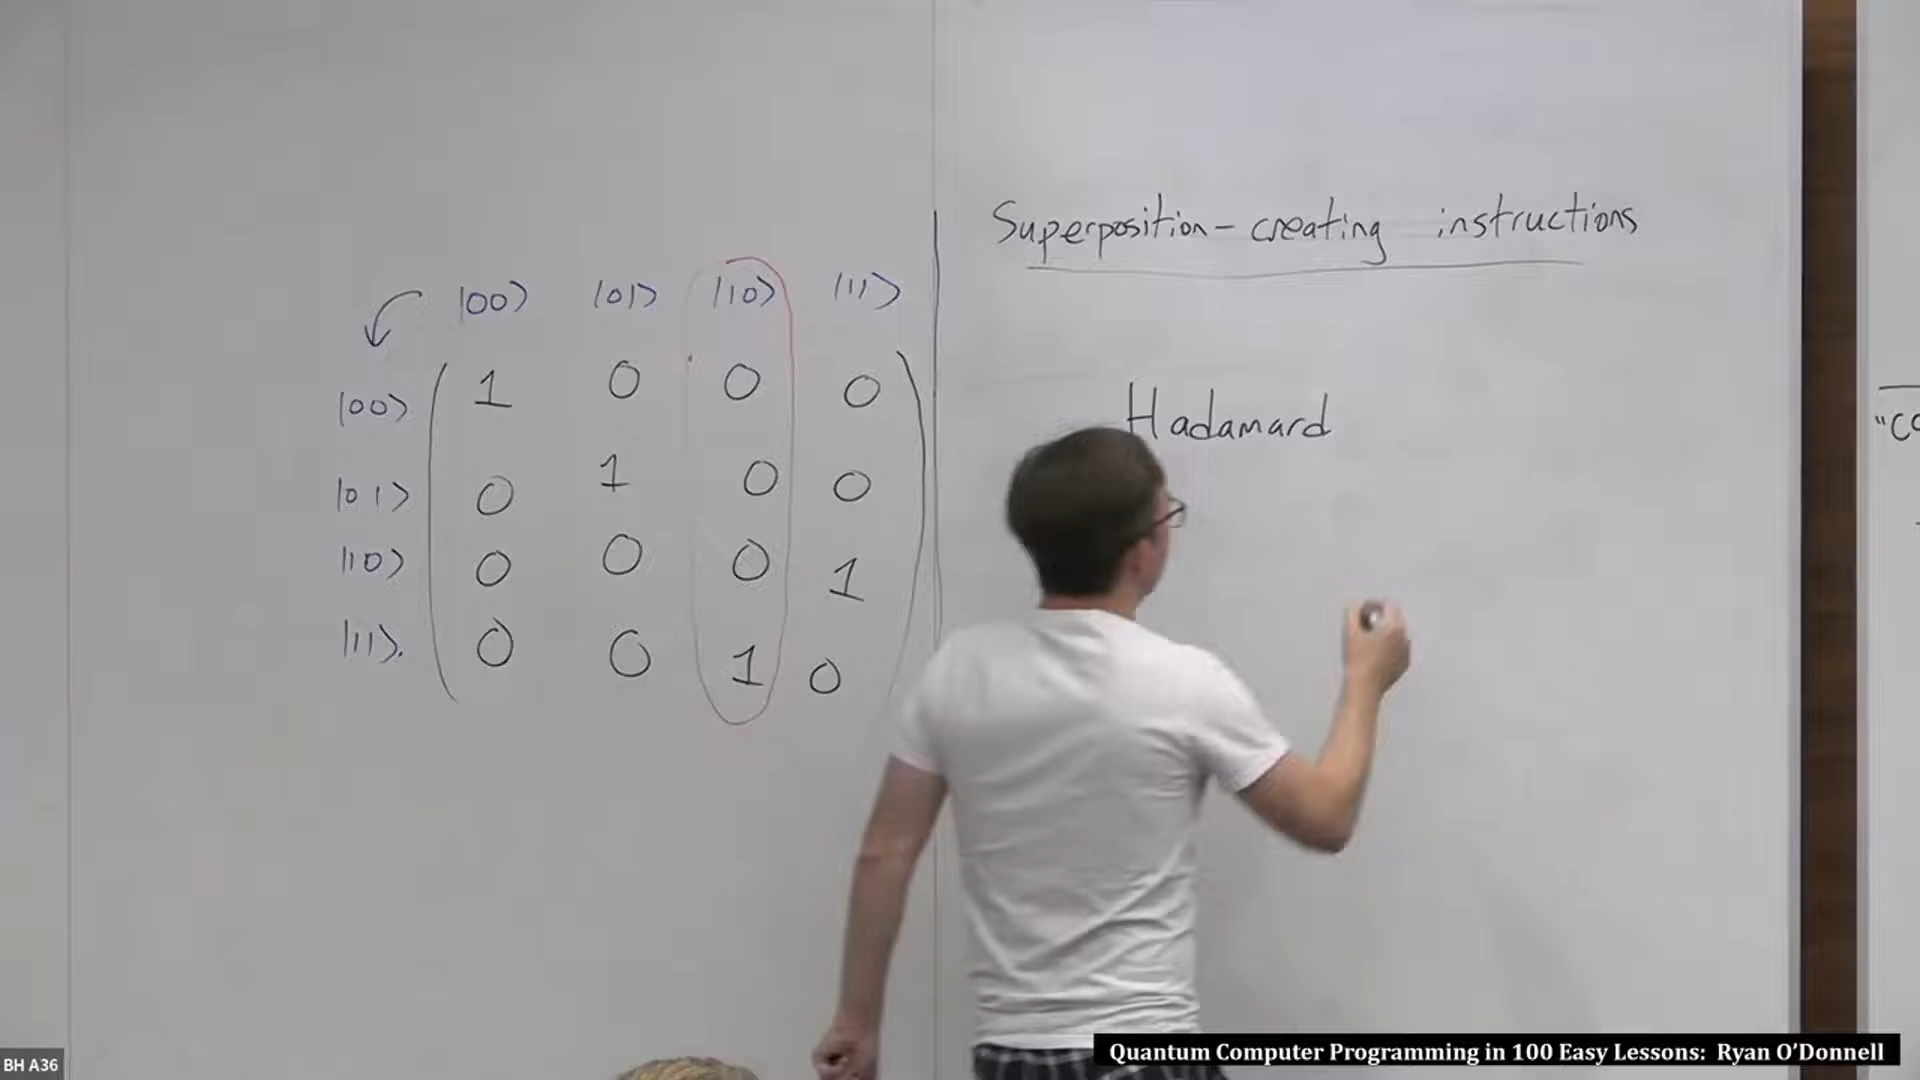 |00⟩ |01⟩ |10⟩ |11⟩
|00⟩ 1 0 0 0
|01⟩ 0 1 0 0
|10⟩ 0 0 0 1
|11⟩. 0 0 1 0
Superposition-creating instructions
Hadamard
BH A36
Quantum Computer Programming in 100 Easy Lessons: Ryan O'Donnell